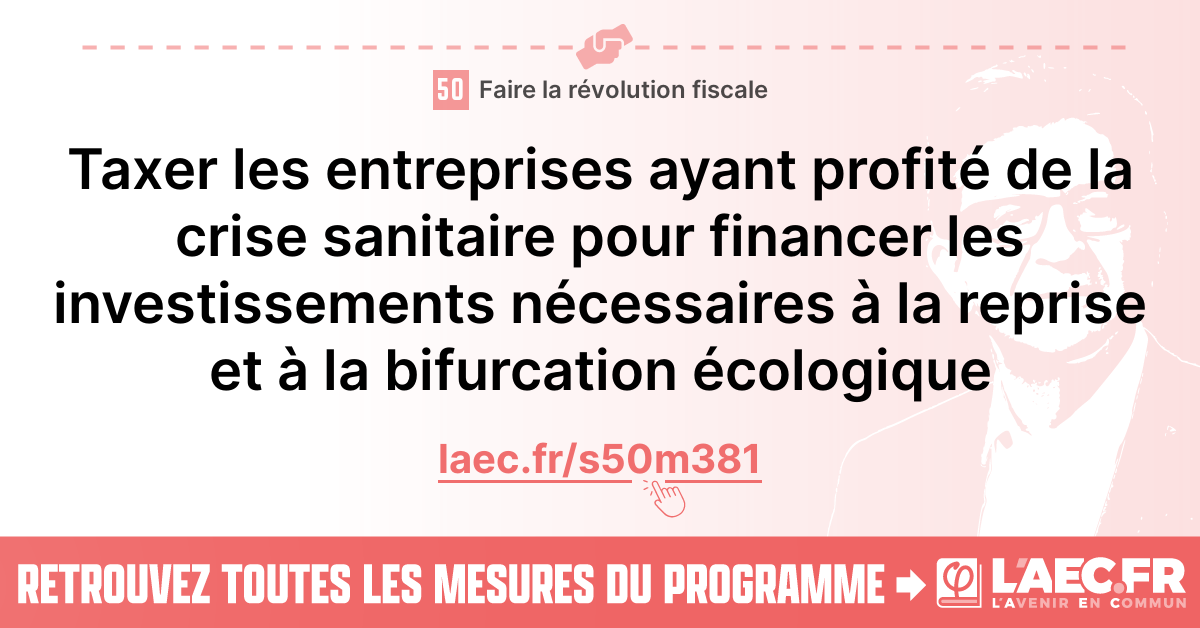 50 Faire la révolution fiscale
Taxer les entreprises ayant profité de la
crise sanitaire pour financer les
investissements nécessaires à la reprise
et à la bifurcation écologique
laec.fr/s50m381
RETROUVEZ TOUTES LES MESURES DU PROGRAMME
φ L'AEC.FR
L'AVENIR EN COMMUN